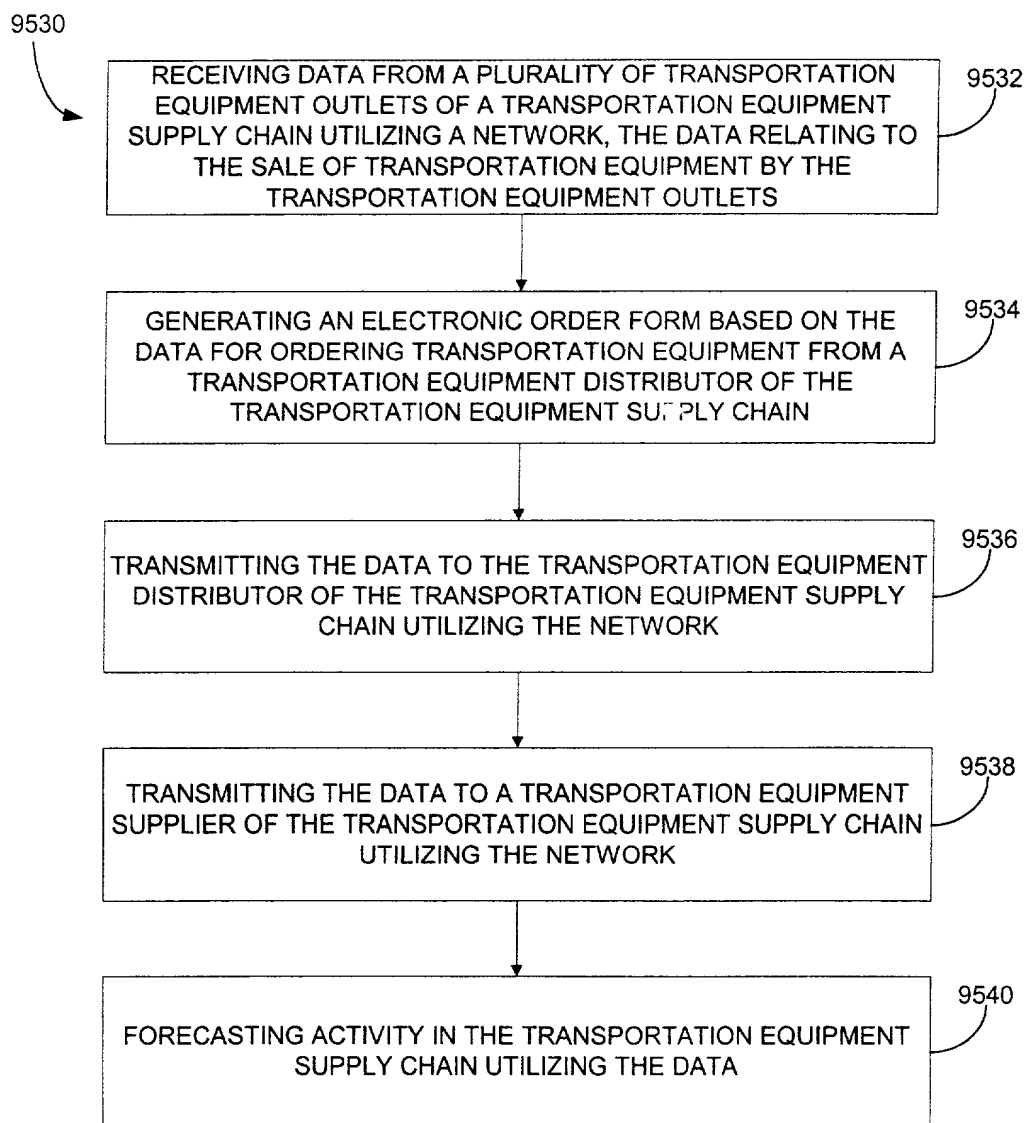 9530
RECEIVING DATA FROM A PLURALITY OF TRANSPORTATION
EQUIPMENT OUTLETS OF A TRANSPORTATION EQUIPMENT
SUPPLY CHAIN UTILIZING A NETWORK, THE DATA RELATING TO
THE SALE OF TRANSPORTATION EQUIPMENT BY THE
TRANSPORTATION EQUIPMENT OUTLETS
9532
GENERATING AN ELECTRONIC ORDER FORM BASED ON THE
DATA FOR ORDERING TRANSPORTATION EQUIPMENT FROM A
TRANSPORTATION EQUIPMENT DISTRIBUTOR OF THE
TRANSPORTATION EQUIPMENT SUPPLY CHAIN
9534
TRANSMITTING THE DATA TO THE TRANSPORTATION EQUIPMENT
DISTRIBUTOR OF THE TRANSPORTATION EQUIPMENT SUPPLY
CHAIN UTILIZING THE NETWORK
9536
TRANSMITTING THE DATA TO A TRANSPORTATION EQUIPMENT
SUPPLIER OF THE TRANSPORTATION EQUIPMENT SUPPLY CHAIN
UTILIZING THE NETWORK
9538
FORECASTING ACTIVITY IN THE TRANSPORTATION EQUIPMENT
SUPPLY CHAIN UTILIZING THE DATA
9540